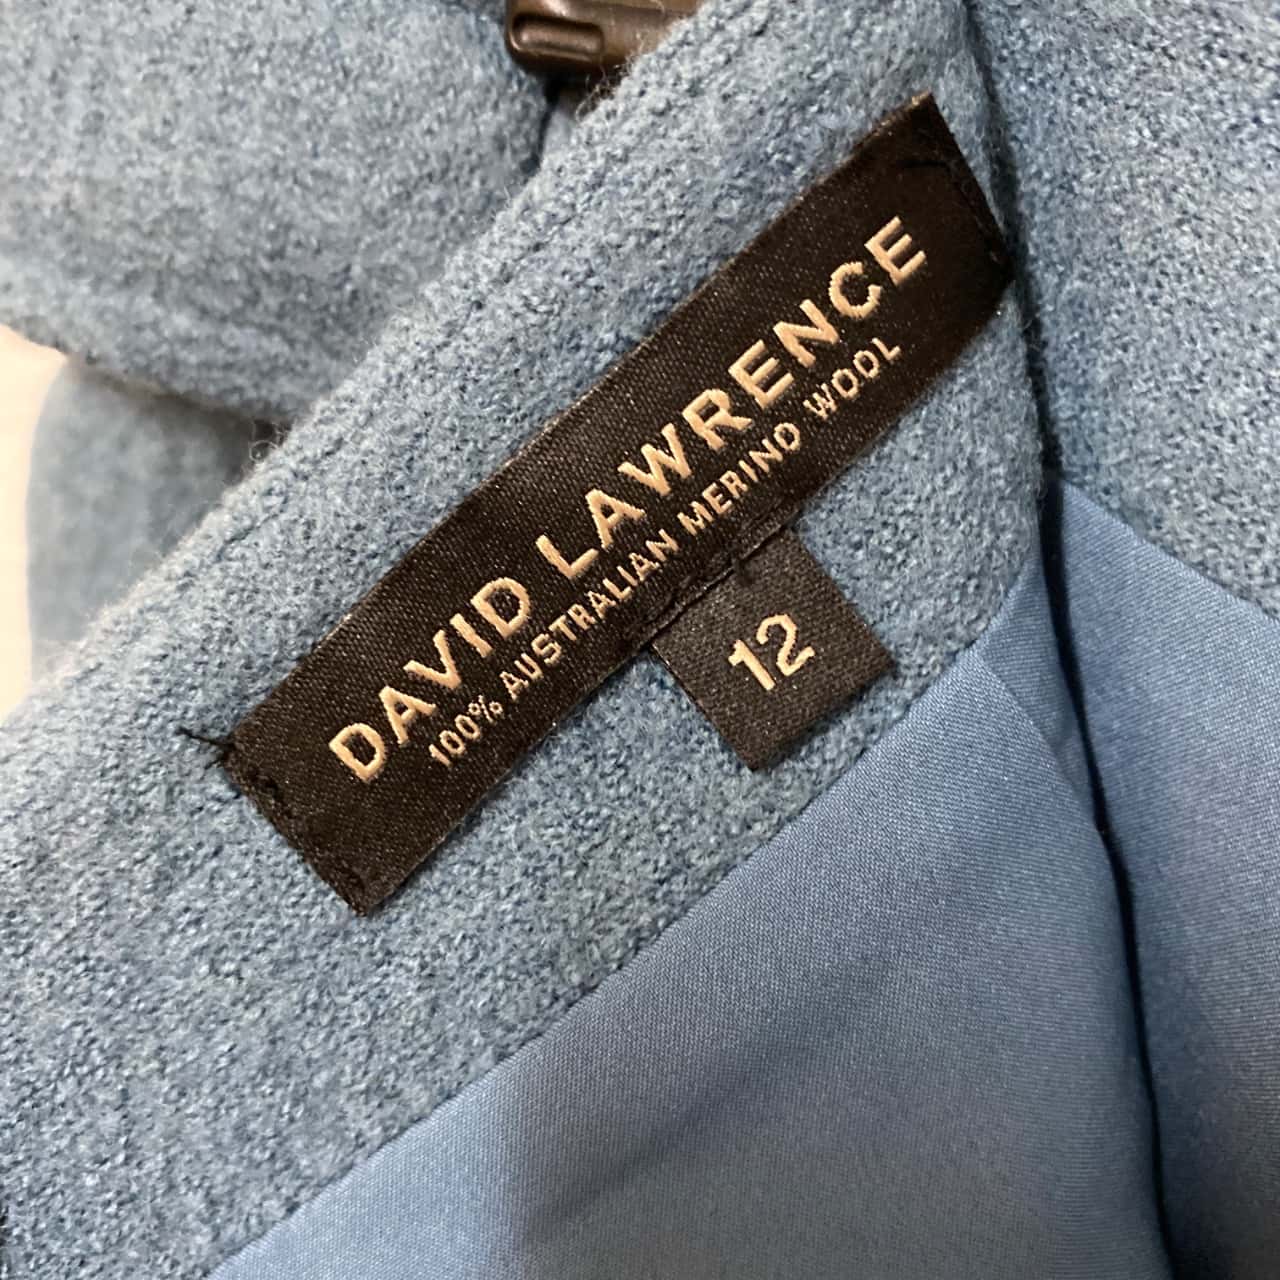 DAVID LAWRENCE
100% AUSTRALIAN MERINO WOOL
12